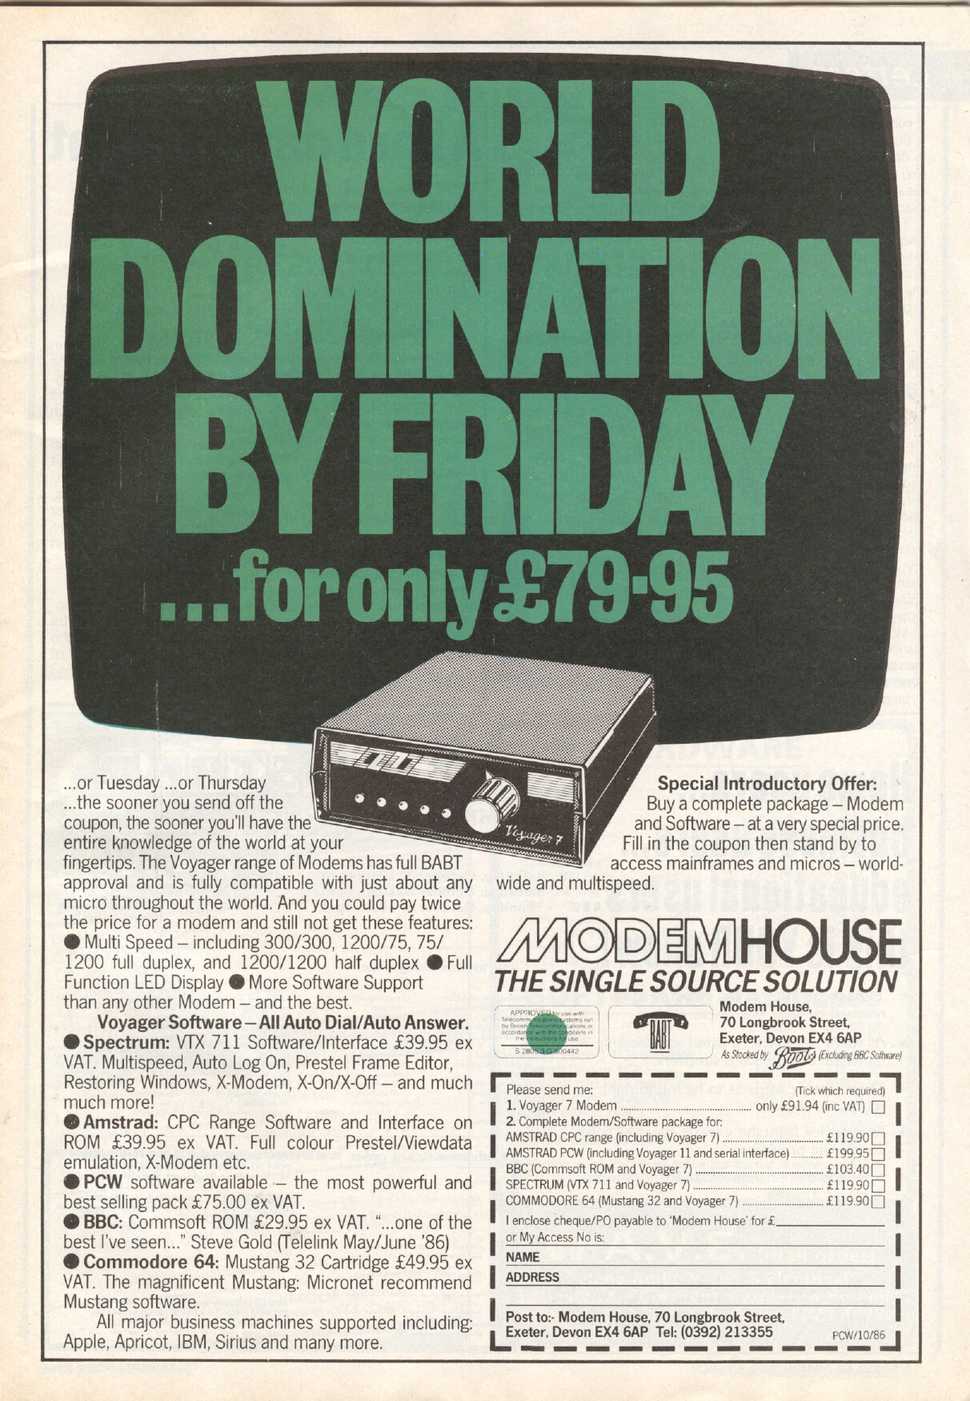 WORLD
DOMINATION
BY FRIDAY
...for only £79·95
Voyager 7
...or Tuesday ...or Thursday
...the sooner you send off the
coupon, the sooner you'll have the
entire knowledge of the world at your
fingertips. The Voyager range of Modems has full BABT
approval and is fully compatible with just about any
micro throughout the world. And you could pay twice
the price for a modem and still not get these features:
● Multi Speed – including 300/300, 1200/75, 75/
1200 full duplex, and 1200/1200 half duplex ● Full
Function LED Display ● More Software Support
than any other Modem – and the best.
Voyager Software – All Auto Dial/Auto Answer.
● Spectrum: VTX 711 Software/Interface £39.95 ex
VAT. Multispeed, Auto Log On, Prestel Frame Editor,
Restoring Windows, X-Modem, X-On/X-Off – and much
much more!
● Amstrad: CPC Range Software and Interface on
ROM £39.95 ex VAT. Full colour Prestel/Viewdata
emulation, X-Modem etc.
● PCW software available – the most powerful and
best selling pack £75.00 ex VAT.
● BBC: Commsoft ROM £29.95 ex VAT. "...one of the
best I've seen..." Steve Gold (Telelink May/June '86)
● Commodore 64: Mustang 32 Cartridge £49.95 ex
VAT. The magnificent Mustang: Micronet recommend
Mustang software.
All major business machines supported including:
Apple, Apricot, IBM, Sirius and many more.
Special Introductory Offer:
Buy a complete package – Modem
and Software – at a very special price.
Fill in the coupon then stand by to
access mainframes and micros – world-
wide and multispeed.
MODEMHOUSE
THE SINGLE SOURCE SOLUTION
APPROVED for use with
BABT
Modem House,
70 Longbrook Street,
Exeter, Devon EX4 6AP
As Stocked by Boots (Excluding BBC Software)
Please send me: (Tick which required)
1. Voyager 7 Modem ........ only £91.94 (inc VAT)
2. Complete Modem/Software package for:
AMSTRAD CPC range (including Voyager 7) ........ £119.90
AMSTRAD PCW (including Voyager 11 and serial interface) ........ £199.95
BBC (Commsoft ROM and Voyager 7) ........ £103.40
SPECTRUM (VTX 711 and Voyager 7) ........ £119.90
COMMODORE 64 (Mustang 32 and Voyager 7) ........ £119.90
I enclose cheque/PO payable to 'Modem House' for £
or My Access No is:
NAME
ADDRESS
Post to:- Modem House, 70 Longbrook Street,
Exeter, Devon EX4 6AP Tel: (0392) 213355
PCW/10/86